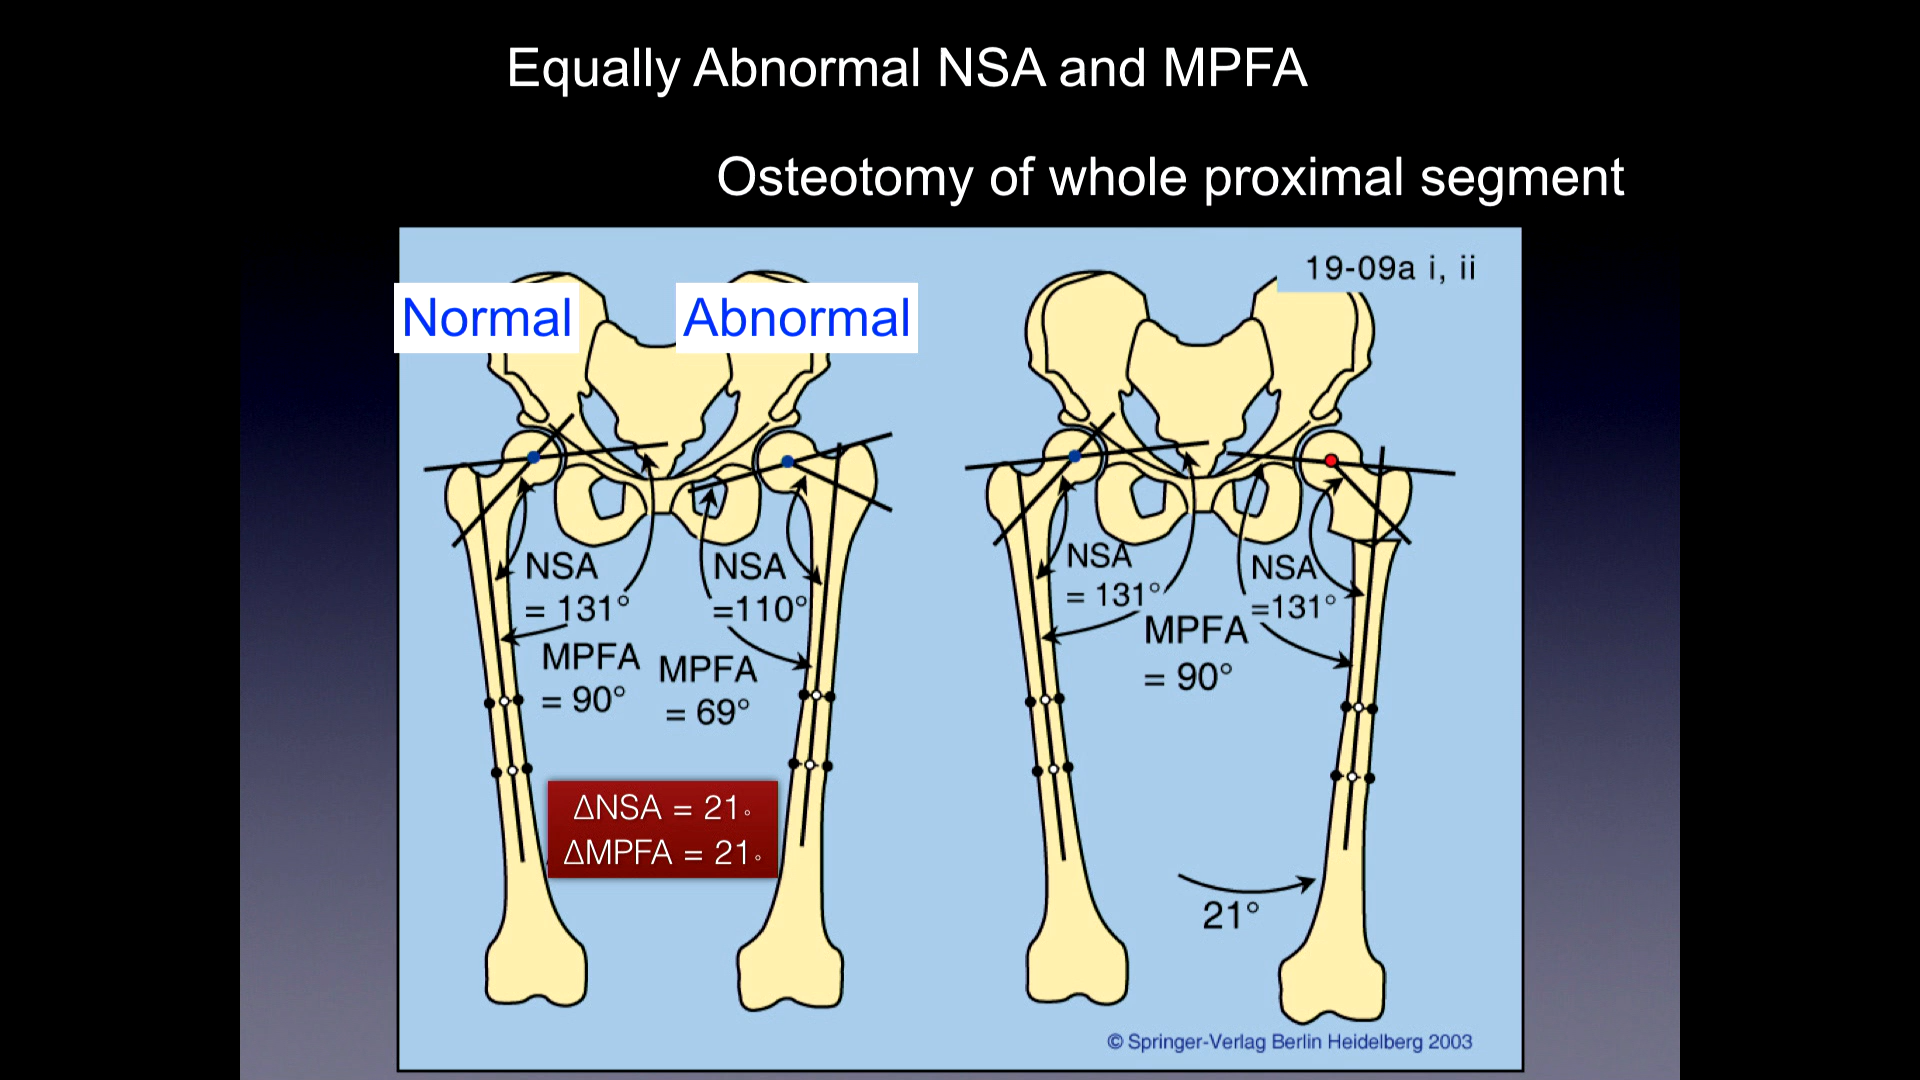 Equally Abnormal NSA and MPFA
Osteotomy of whole proximal segment
19-09a i, ii
Normal
Abnormal
NSA
= 131°
MPFA
= 90°
NSA
=110°
MPFA
= 69°
ΔNSA = 21°
ΔMPFA = 21°
NSA
= 131°
MPFA
= 90°
NSA
=131°
21°
© Springer-Verlag Berlin Heidelberg 2003